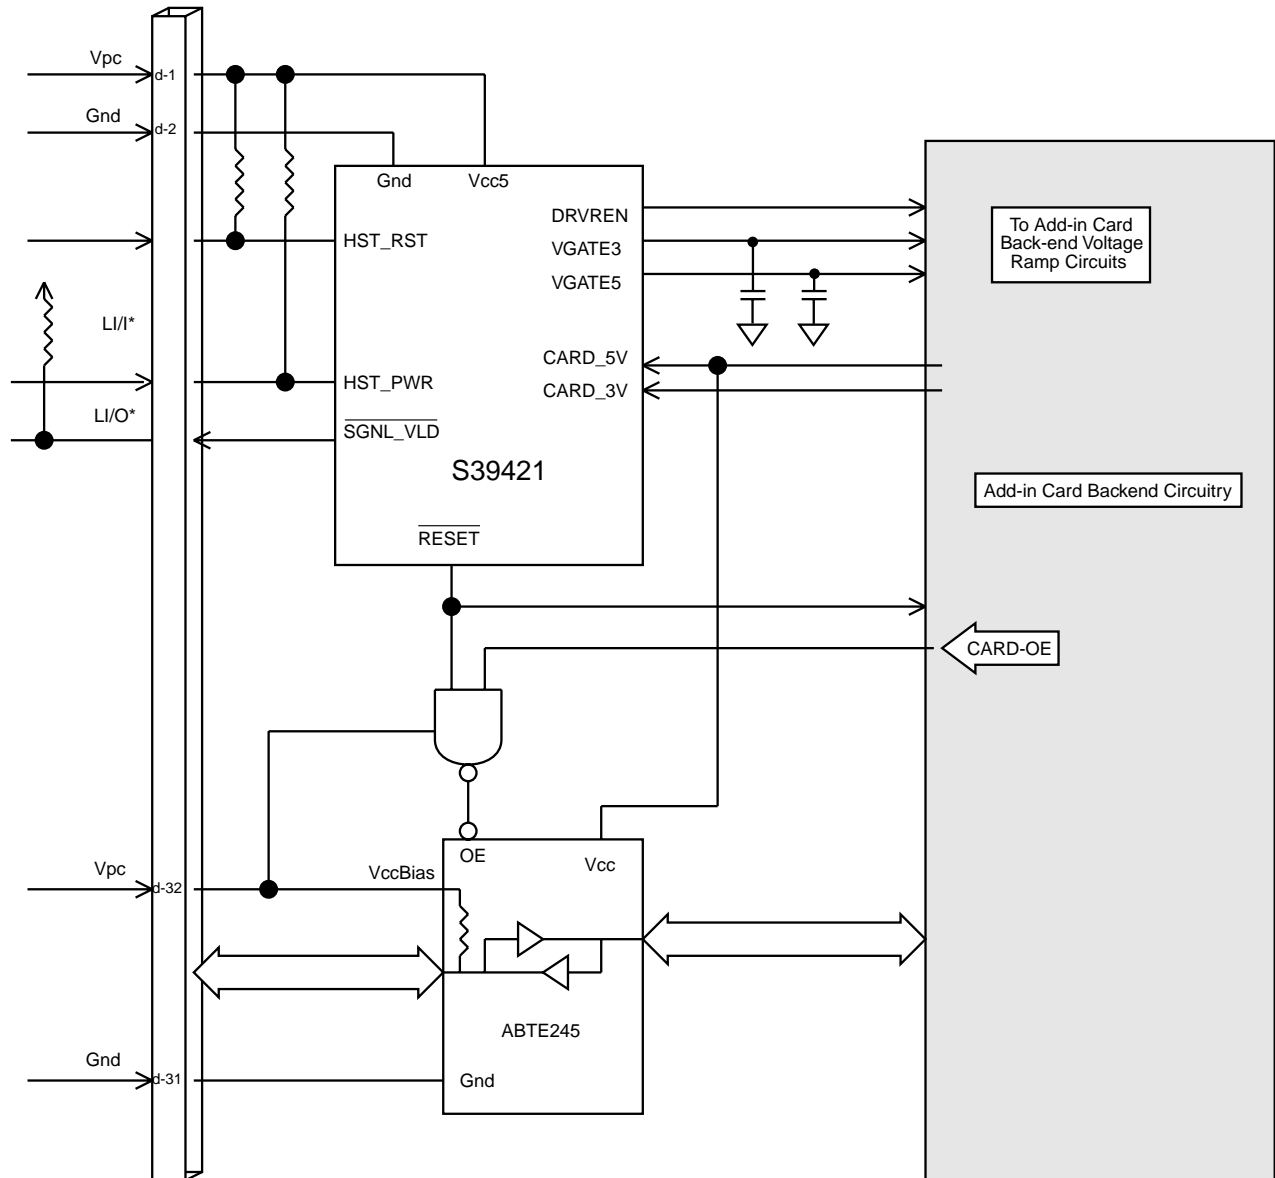 Vpc
d-1
Gnd
d-2
Gnd
Vcc5
DRVREN
HST_RST
VGATE3
VGATE5
To Add-in Card
Back-end Voltage
Ramp Circuits
LI/I*
CARD_5V
HST_PWR
CARD_3V
LI/O*
SGNL_VLD
S39421
Add-in Card Backend Circuitry
RESET
CARD-OE
OE
Vcc
Vpc
d-32
VccBias
ABTE245
Gnd
d-31
Gnd